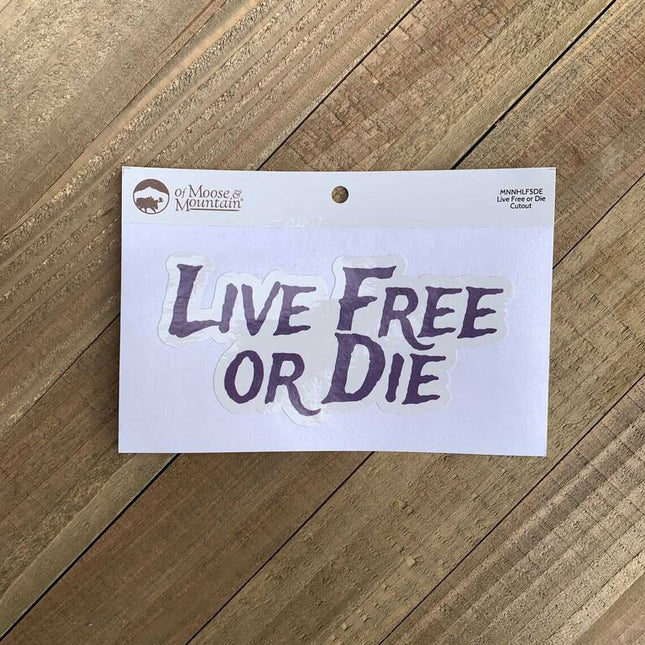 of Moose &
Mountain®
MNNHLFSDE
Live Free or Die
Cutout
Live Free
or Die